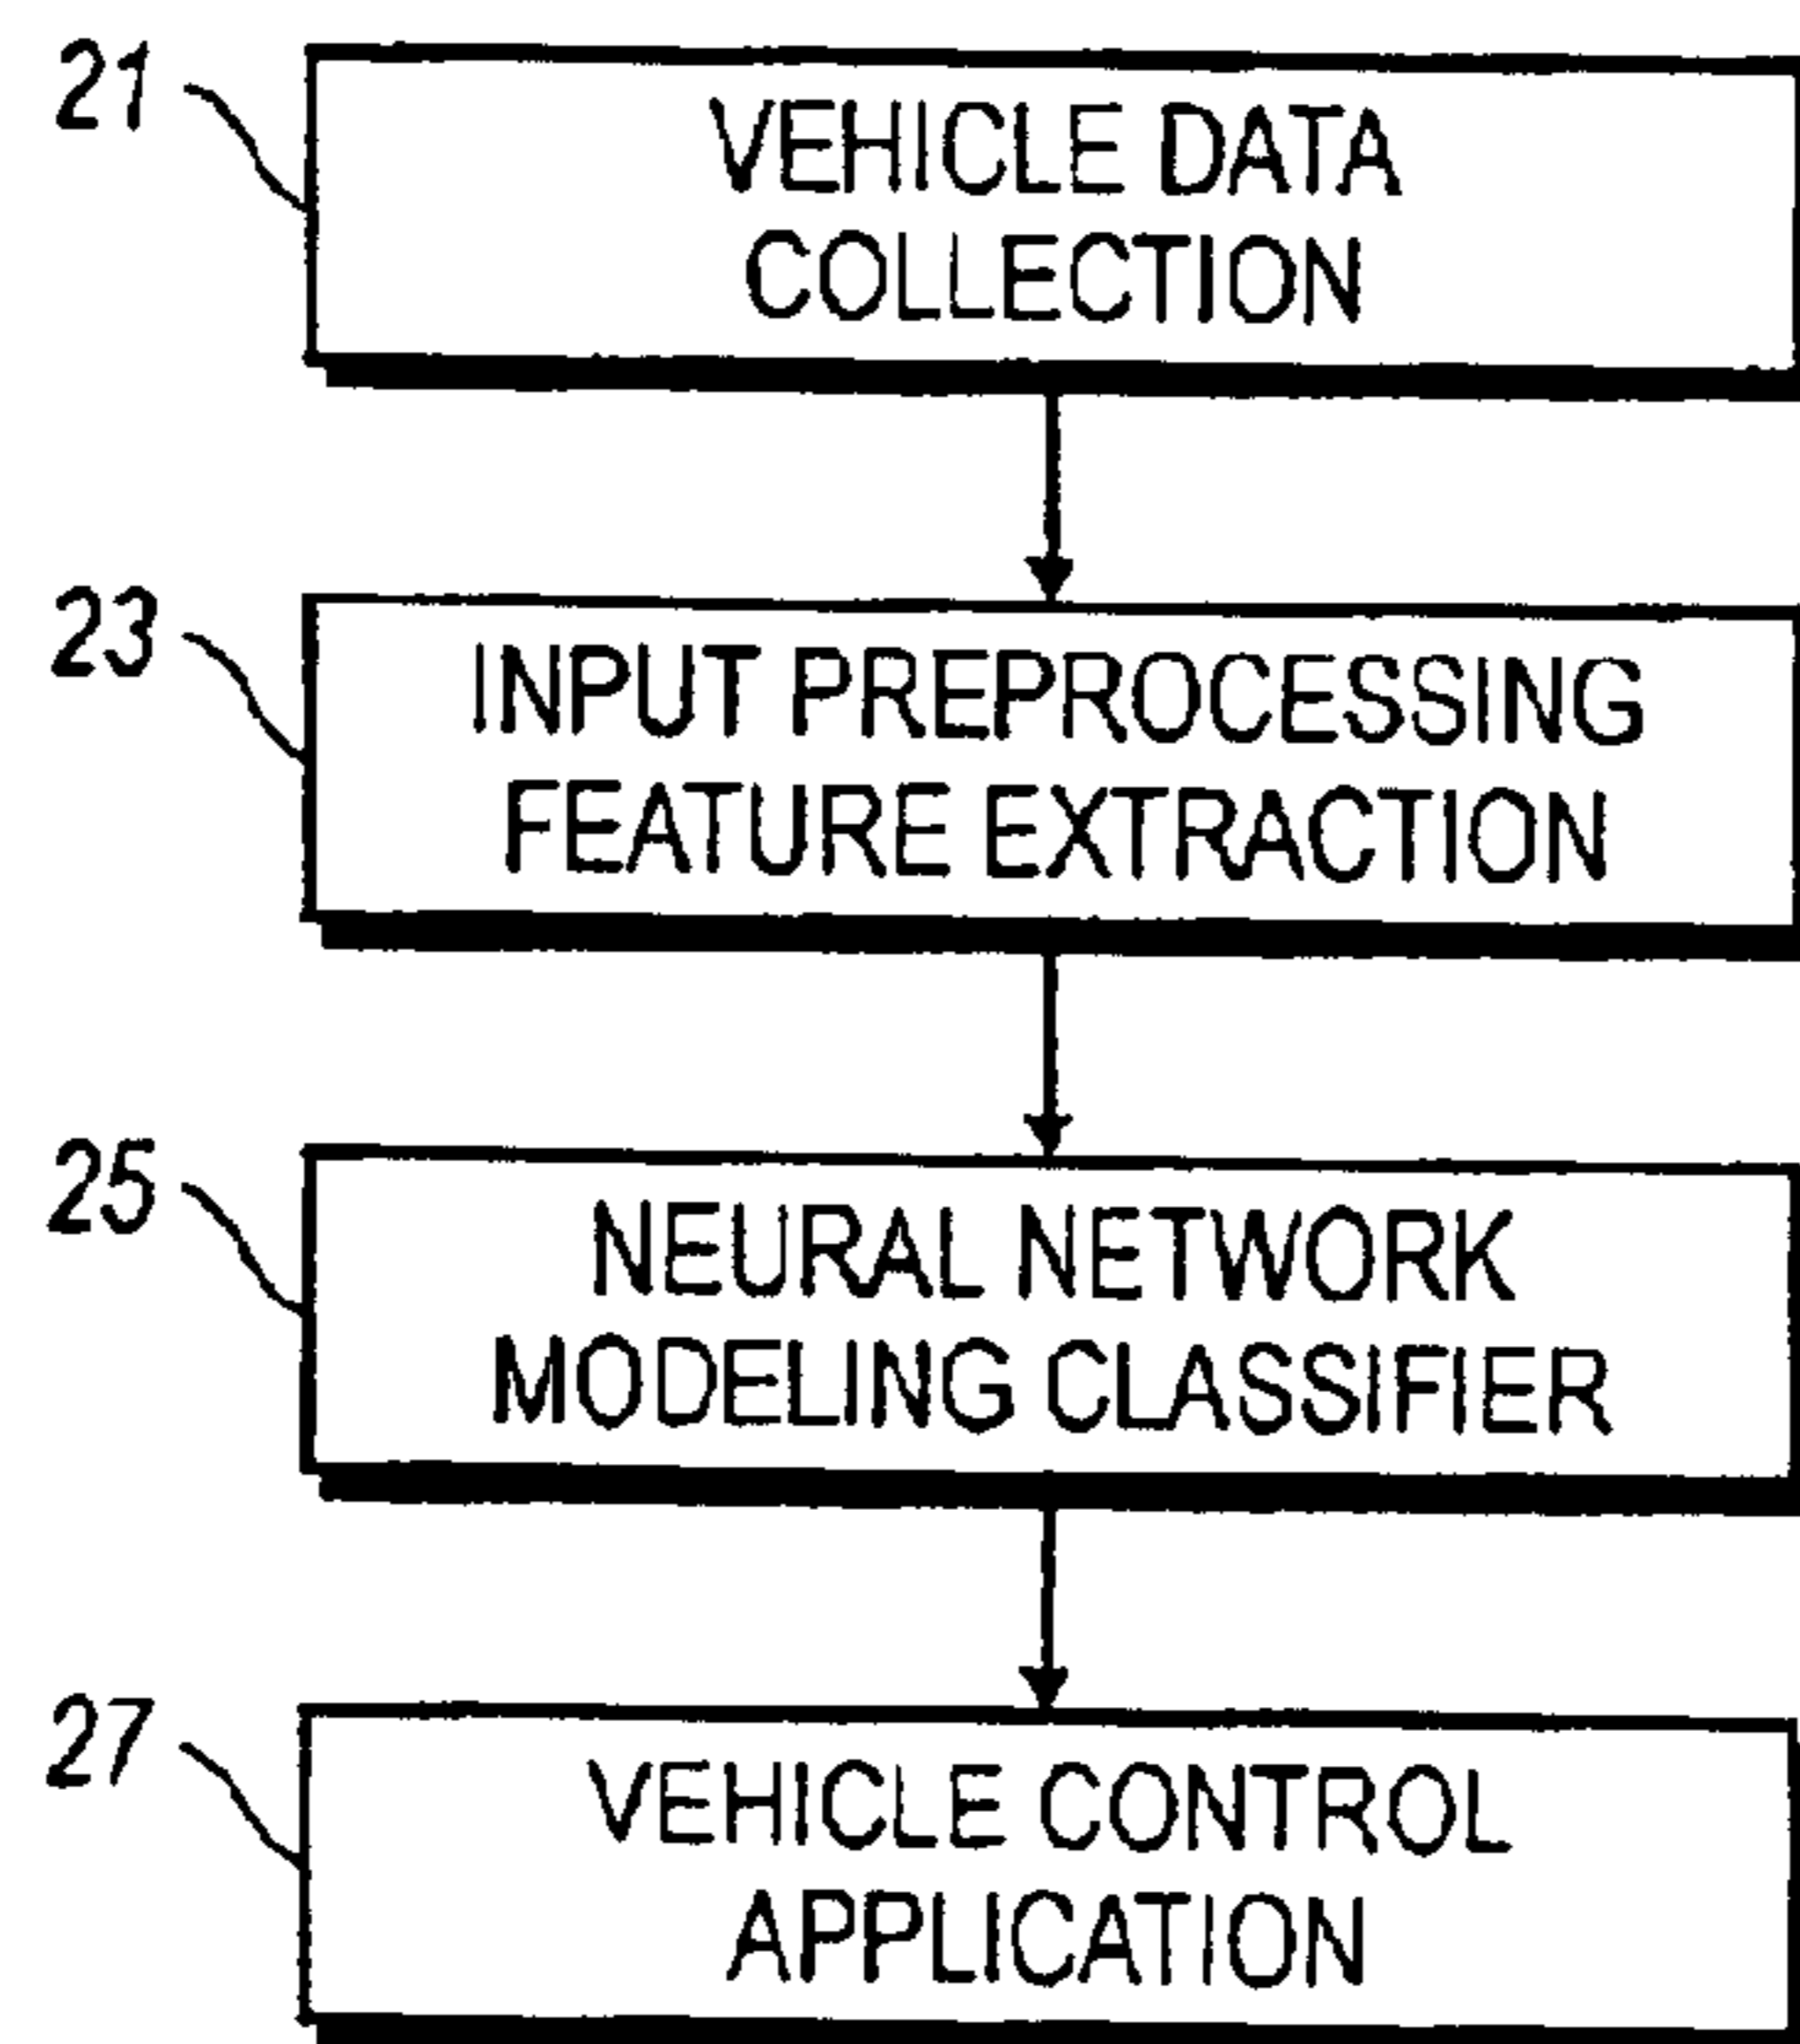 21
VEHICLE DATA
COLLECTION
23
INPUT PREPROCESSING
FEATURE EXTRACTION
25
NEURAL NETWORK
MODELING CLASSIFIER
27
VEHICLE CONTROL
APPLICATION